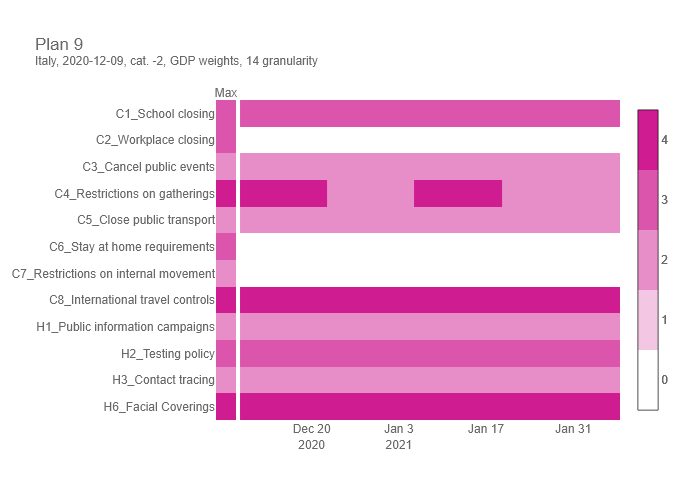 Plan 9
Italy, 2020-12-09, cat. -2, GDP weights, 14 granularity
Max
C1_School closing
C2_Workplace closing
C3_Cancel public events
C4_Restrictions on gatherings
C5_Close public transport
C6_Stay at home requirements
C7_Restrictions on internal movement
C8_International travel controls
H1_Public information campaigns
H2_Testing policy
H3_Contact tracing
H6_Facial Coverings
Dec 20 Jan 3 Jan 17 Jan 31
2020 2021
4
3
2
1
0